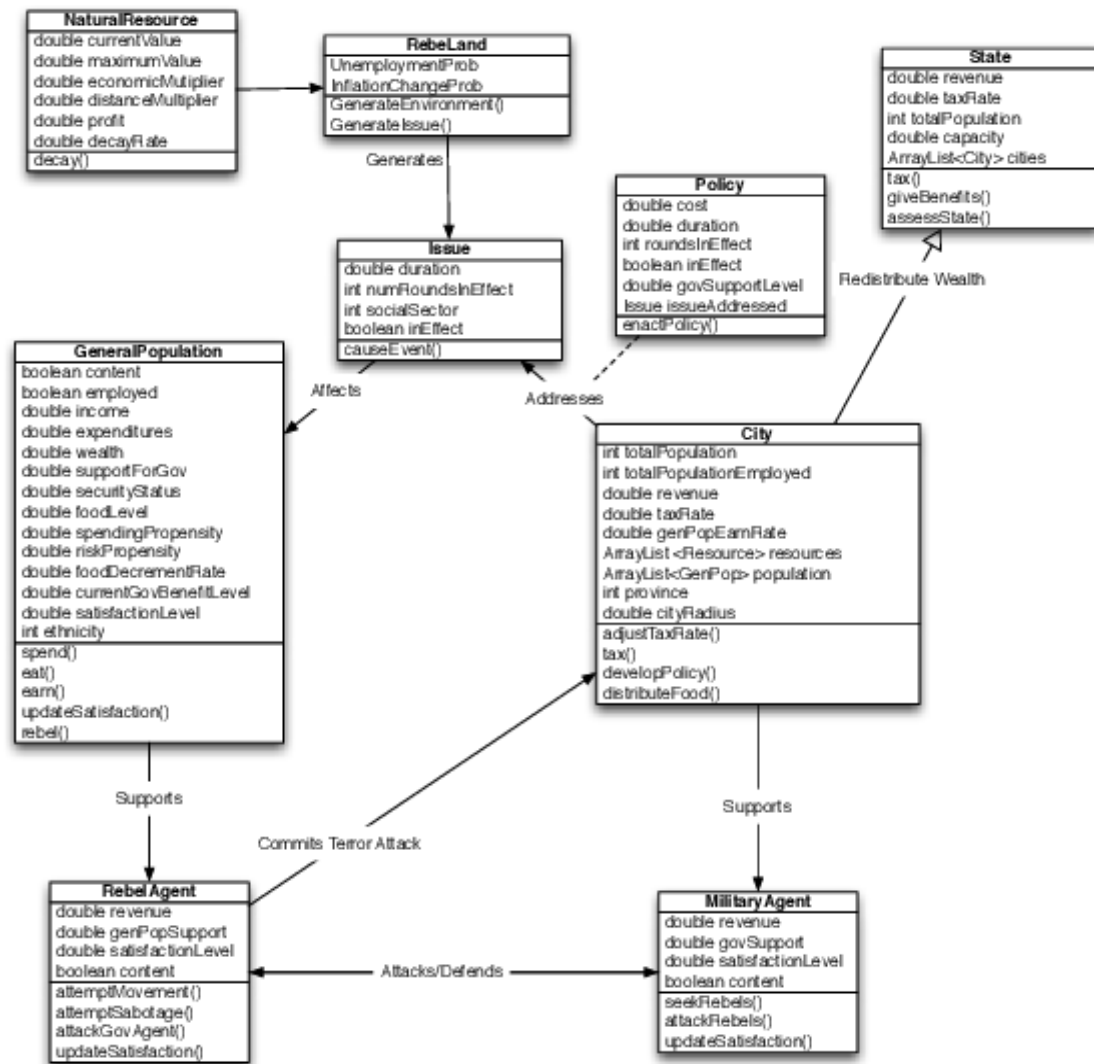 NaturalResource
double currentValue
double maximumValue
double economicMutiplier
double distanceMultiplier
double profit
double decayRate
decay()
RebeLand
UnemploymentProb
InflationChangeProb
GenerateEnvironment()
GenerateIssue()
State
double revenue
double taxRate
int totalPopulation
double capacity
ArrayList<City> cities
tax()
giveBenefits()
assessState()
Generates
Policy
double cost
double duration
int roundsInEffect
boolean inEffect
double govSupportLevel
Issue issueAddressed
enactPolicy()
Redistribute Wealth
Issue
double duration
int numRoundsInEffect
int socialSector
boolean inEffect
causeEvent()
GeneralPopulation
boolean content
boolean employed
double income
double expenditures
double wealth
double supportForGov
double securityStatus
double foodLevel
double spendingPropensity
double riskPropensity
double foodDecrementRate
double currentGovBenefitLevel
double satisfactionLevel
int ethnicity
spend()
eat()
earn()
updateSatisfaction()
rebel()
Affects
Addresses
City
int totalPopulation
int totalPopulationEmployed
double revenue
double taxRate
double genPopEarnRate
ArrayList <Resource> resources
ArrayList<GenPop> population
int province
double cityRadius
adjustTaxRate()
tax()
developPolicy()
distributeFood()
Supports
Commits Terror Attack
Supports
RebelAgent
double revenue
double genPopSupport
double satisfactionLevel
boolean content
attemptMovement()
attemptSabotage()
attackGovAgent()
updateSatisfaction()
Attacks/Defends
MilitaryAgent
double revenue
double govSupport
double satisfactionLevel
boolean content
seekRebels()
attackRebels()
updateSatisfaction()